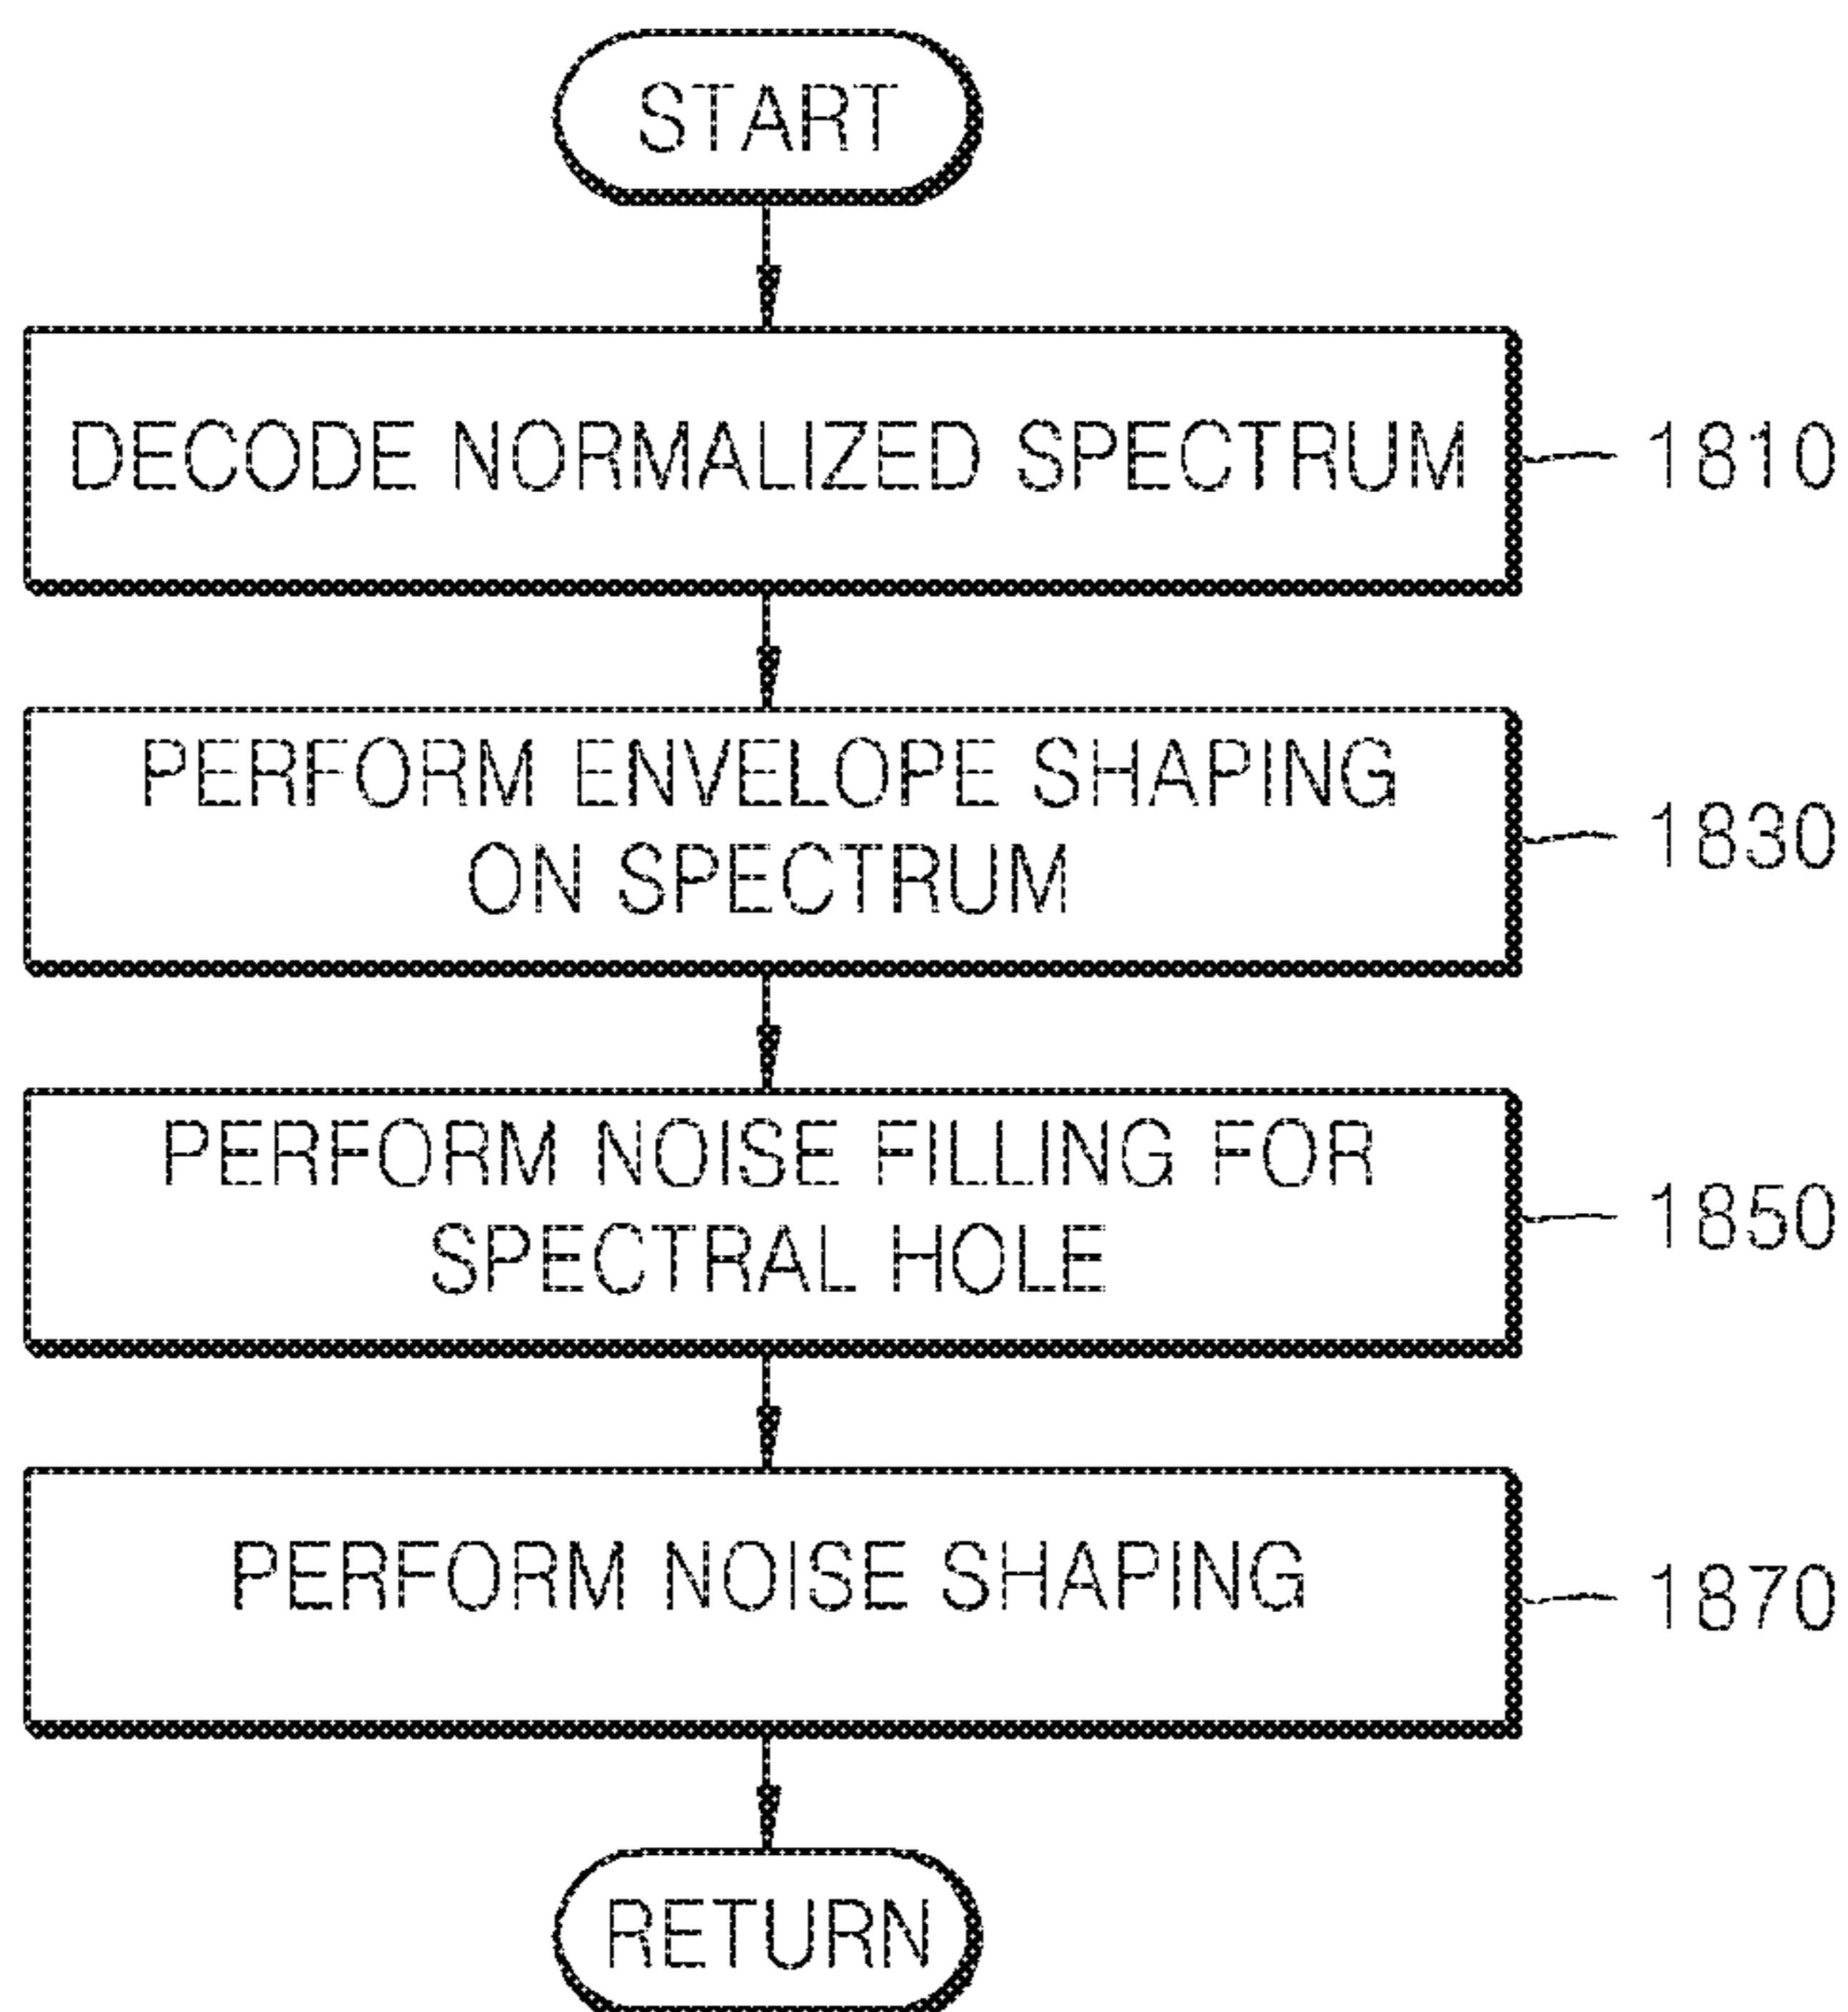 START
DECODE NORMALIZED SPECTRUM
1810
PERFORM ENVELOPE SHAPING
ON SPECTRUM
1830
PERFORM NOISE FILLING FOR
SPECTRAL HOLE
1850
PERFORM NOISE SHAPING
1870
RETURN